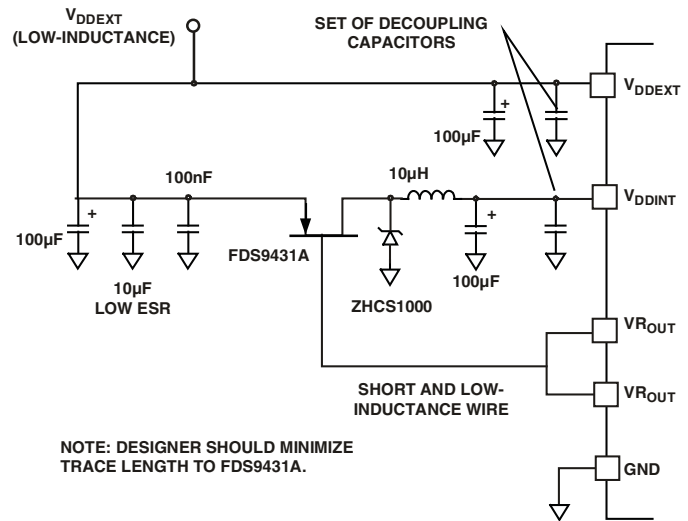 VDDEXT
(LOW-INDUCTANCE)
SET OF DECOUPLING
CAPACITORS
VDDEXT
+
100µF
100nF
10µH
VDDINT
+
100µF
+
100µF
FDS9431A
10µF
LOW ESR
ZHCS1000
VROUT
SHORT AND LOW-
INDUCTANCE WIRE
VROUT
NOTE: DESIGNER SHOULD MINIMIZE
TRACE LENGTH TO FDS9431A.
GND